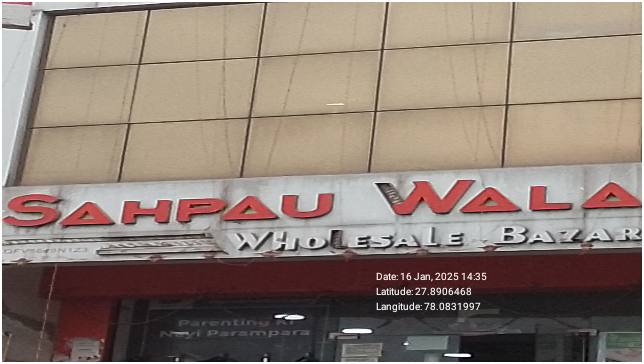 SAHPAU WALA
WHOLESALE BAZAR
Date: 16 Jan, 2025 14:35
Latitude: 27.8906468
Langitude: 78.0831997
Parenting Ki
Nayi Parampara